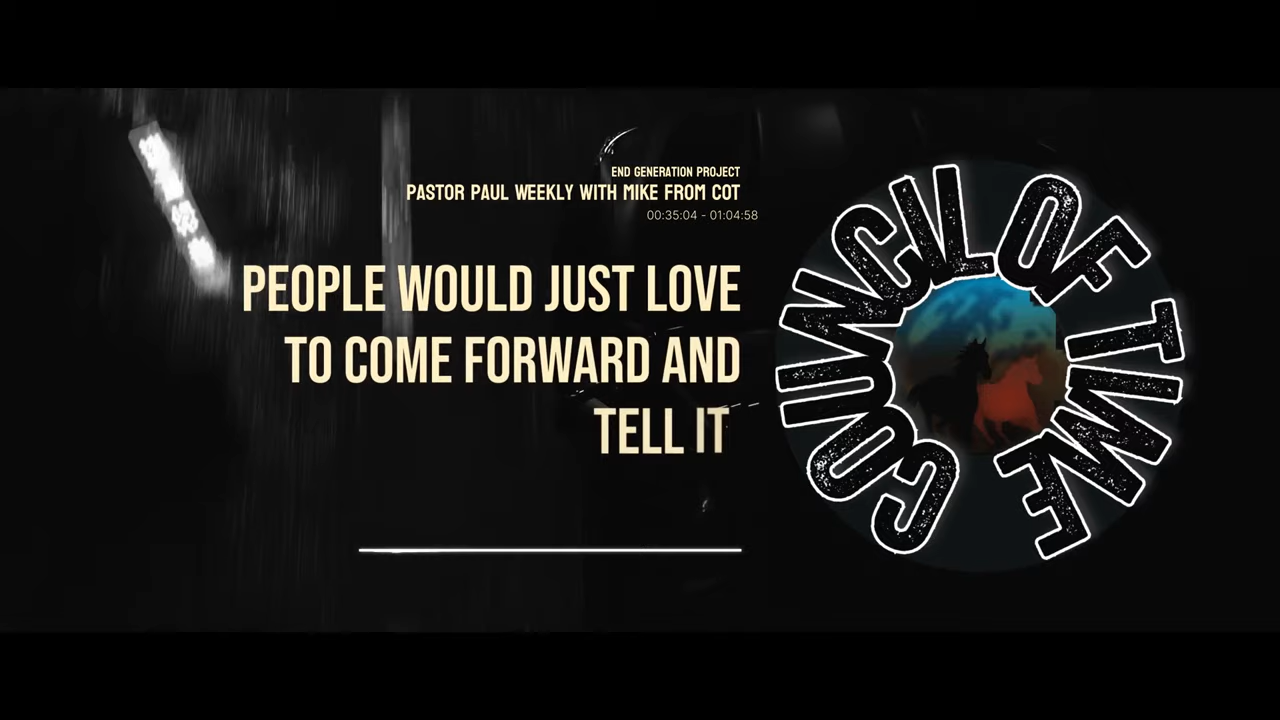 END GENERATION PROJECT
PASTOR PAUL WEEKLY WITH MIKE FROM COT
00:35:04 - 01:04:58
PEOPLE WOULD JUST LOVE
TO COME FORWARD AND
TELL IT
COUNCIL OF TIME